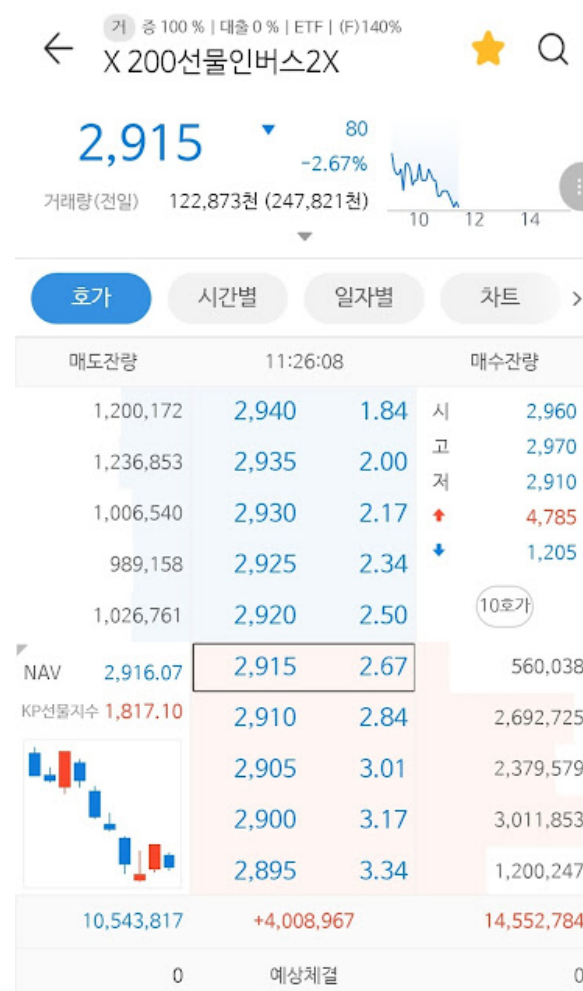 거 증 100 % | 대출 0 % | ETF | (F)140%
X 200선물인버스2X
2,915 ▼ 80
-2.67%
거래량(전일) 122,873천 (247,821천)
10 12 14
호가 시간별 일자별 차트
매도잔량 11:26:08 매수잔량
1,200,172 2,940 1.84 시 2,960
고 2,970
1,236,853 2,935 2.00
저 2,910
1,006,540 2,930 2.17 4,785
989,158 2,925 2.34 1,205
1,026,761 2,920 2.50 10호가
NAV 2,916.07 2,915 2.67 560,038
KP선물지수 1,817.10 2,910 2.84 2,692,725
2,905 3.01 2,379,579
2,900 3.17 3,011,853
2,895 3.34 1,200,247
10,543,817 +4,008,967 14,552,784
0 예상체결 0